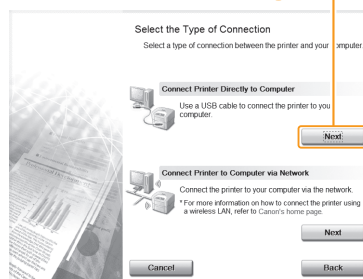 Select the Type of Connection
Select a type of connection between the printer and your computer.
Connect Printer Directly to Computer
Use a USB cable to connect the printer to your
computer.
Next
Connect Printer to Computer via Network
Connect the printer to your computer via the network.
* For more information on how to connect the printer using
a wireless LAN, refer to Canon's home page.
Next
Cancel
Back